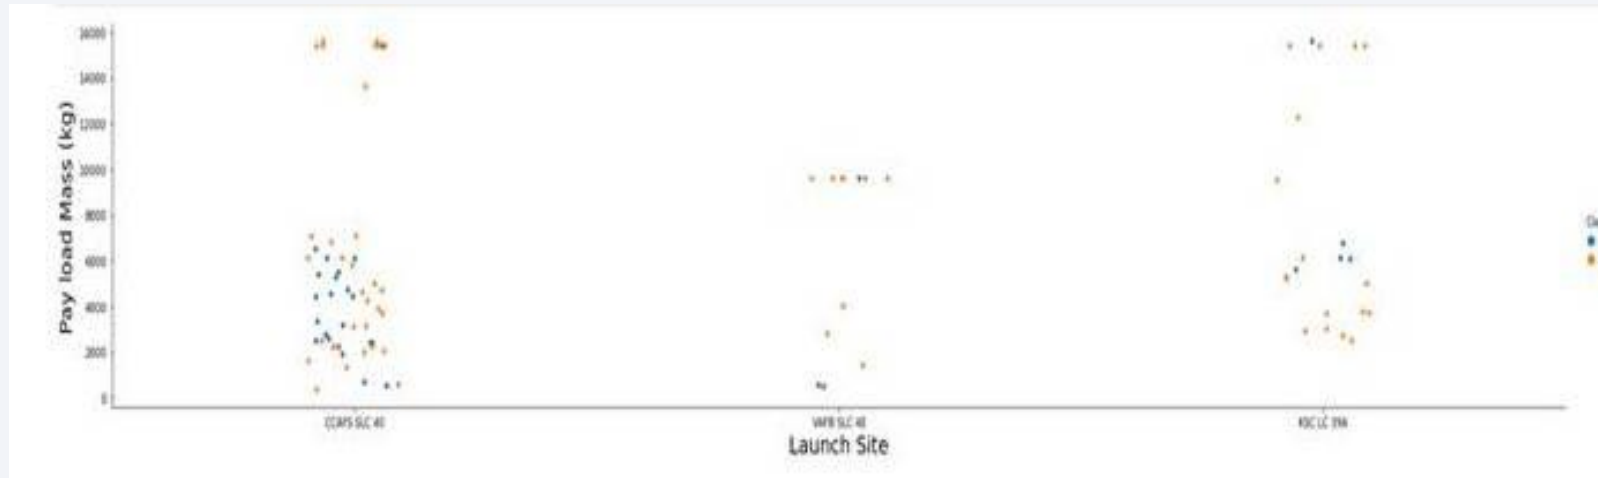 Pay load Mass (kg)
16000
14000
12000
10000
8000
6000
4000
2000
0
CCAFS SLC 40
VAFB SLC 4E
KSC LC 39A
Launch Site